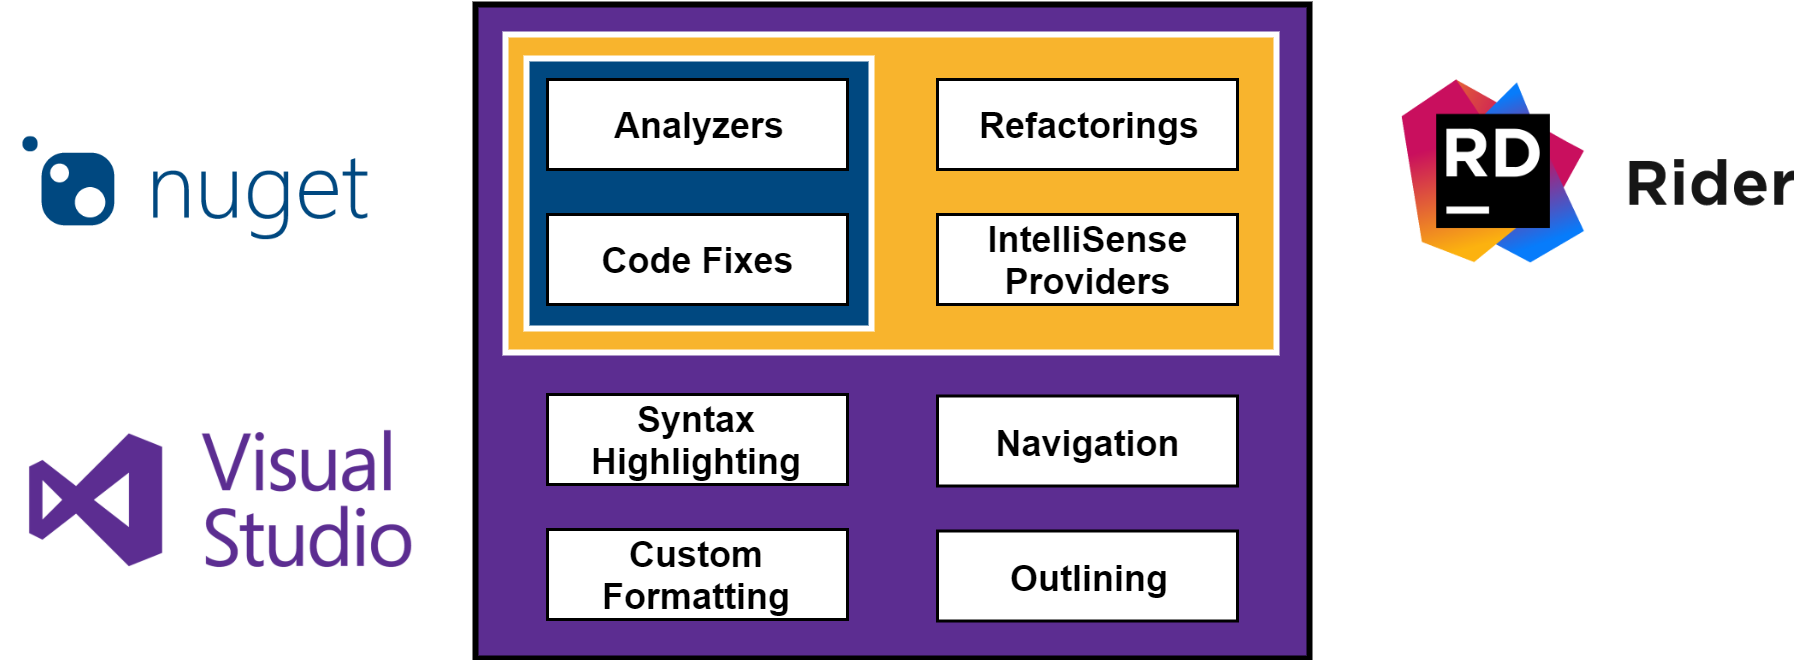 nuget
Visual
Studio
Analyzers
Refactorings
Code Fixes
IntelliSense
Providers
Syntax
Highlighting
Navigation
Custom
Formatting
Outlining
RD
Rider